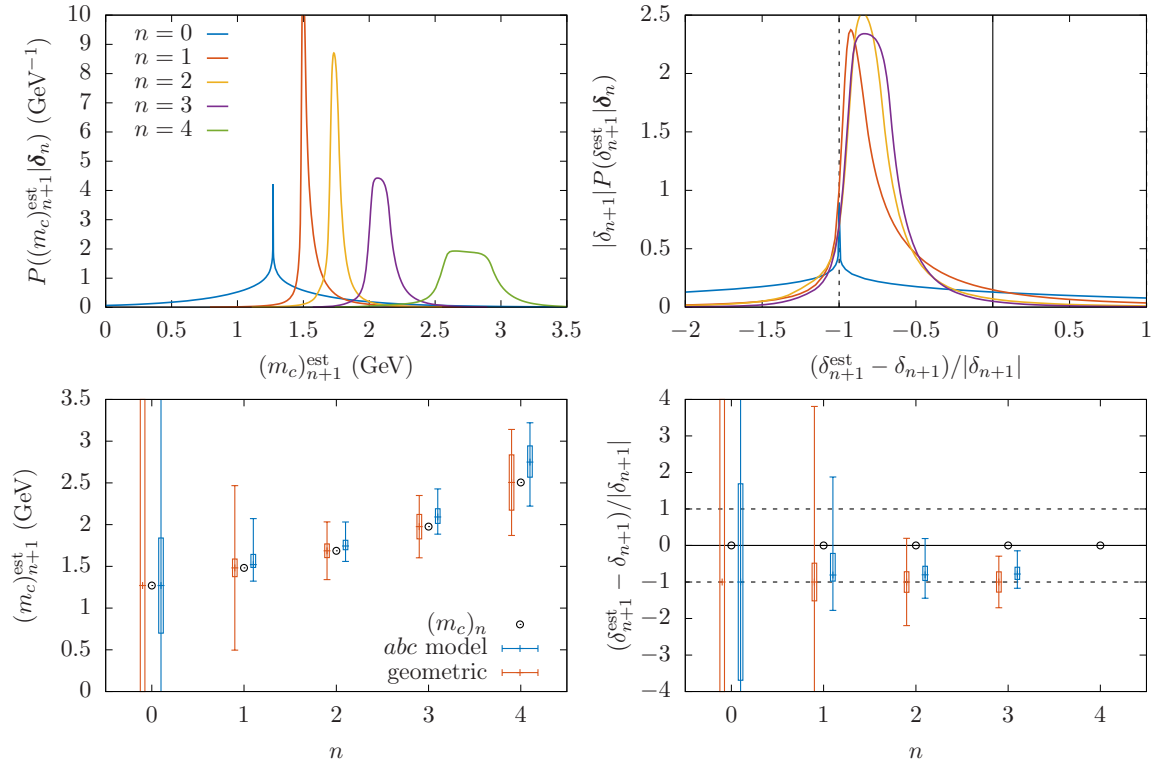 P((m_c)^est_{n+1}|δ_n) (GeV⁻¹)
10
9
8
7
6
5
4
3
2
1
0
n = 0
n = 1
n = 2
n = 3
n = 4
0 0.5 1 1.5 2 2.5 3 3.5
(m_c)^est_{n+1} (GeV)
|δ_{n+1}|P(δ^est_{n+1}|δ_n)
2.5
2
1.5
1
0.5
0
−2 −1.5 −1 −0.5 0 0.5 1
(δ^est_{n+1} − δ_{n+1})/|δ_{n+1}|
(m_c)^est_{n+1} (GeV)
3.5
3
2.5
2
1.5
1
0.5
0
(m_c)_n
abc model
geometric
0 1 2 3 4
n
(δ^est_{n+1} − δ_{n+1})/|δ_{n+1}|
4
3
2
1
0
−1
−2
−3
−4
0 1 2 3 4
n